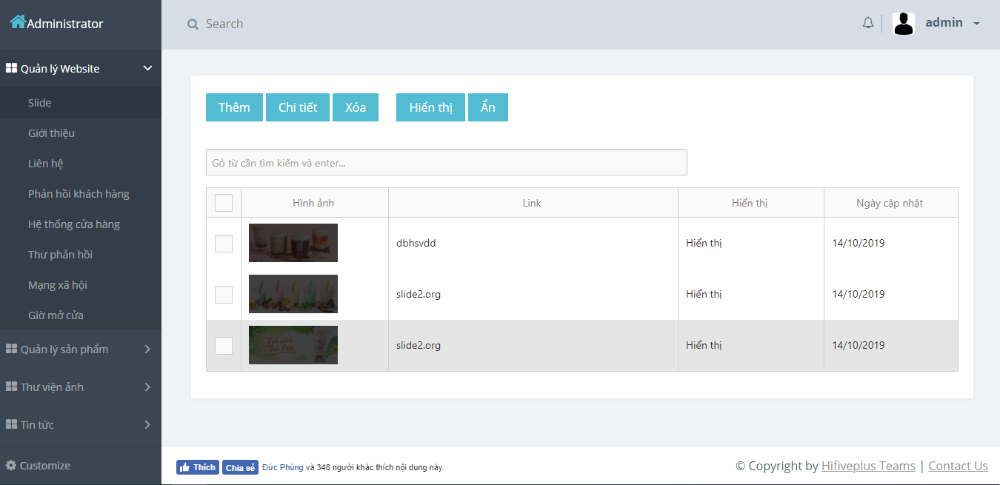 Administrator
Search
admin
Quản lý Website
Slide
Giới thiệu
Liên hệ
Phản hồi khách hàng
Hệ thống cửa hàng
Thư phản hồi
Mạng xã hội
Giờ mở cửa
Quản lý sản phẩm
Thư viện ảnh
Tin tức
Customize
Thêm Chi tiết Xóa Hiển thị Ẩn
Gỏ từ cần tìm kiếm và enter...
Hình ảnh Link Hiển thị Ngày cập nhật
dbhsvdd Hiển thị 14/10/2019
slide2.org Hiển thị 14/10/2019
Trà sữa
Trà đen
slide2.org Hiển thị 14/10/2019
Thích Chia sẻ Đức Phùng và 348 người khác thích nội dung này.
© Copyright by Hifiveplus Teams | Contact Us